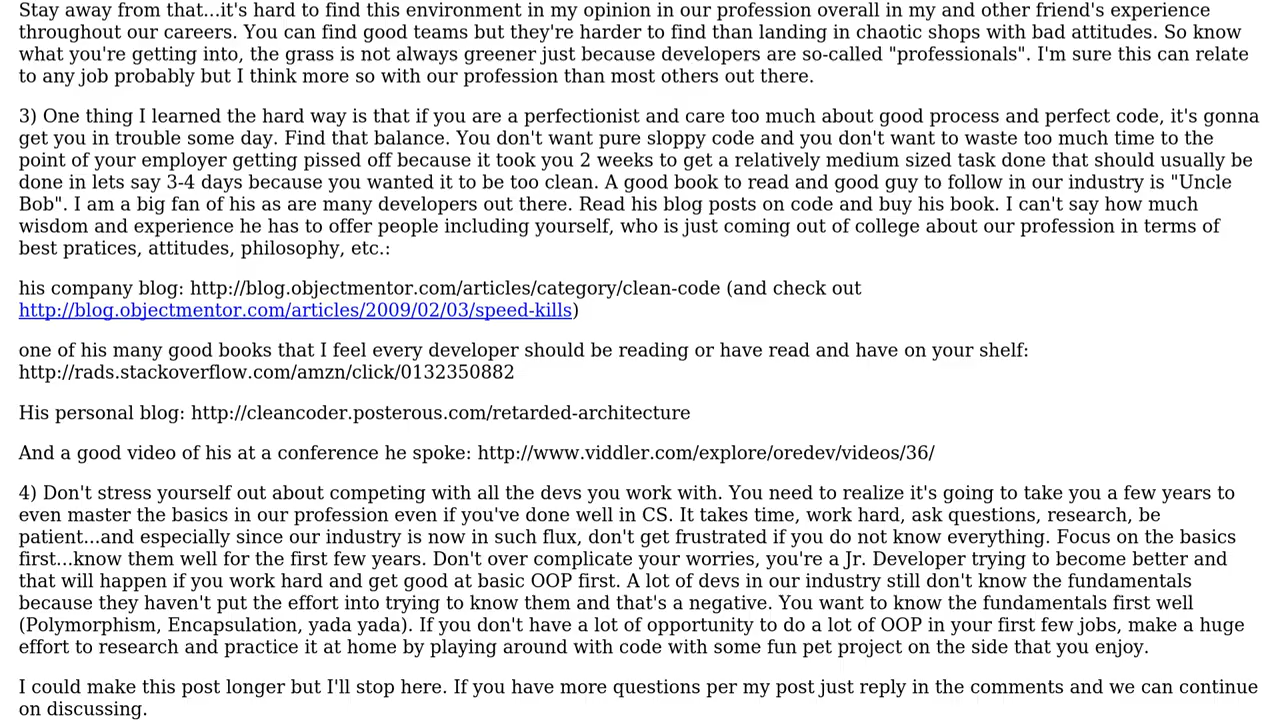 Stay away from that...it's hard to find this environment in my opinion in our profession overall in my and other friend's experience
throughout our careers. You can find good teams but they're harder to find than landing in chaotic shops with bad attitudes. So know
what you're getting into, the grass is not always greener just because developers are so-called "professionals". I'm sure this can relate
to any job probably but I think more so with our profession than most others out there.
3) One thing I learned the hard way is that if you are a perfectionist and care too much about good process and perfect code, it's gonna
get you in trouble some day. Find that balance. You don't want pure sloppy code and you don't want to waste too much time to the
point of your employer getting pissed off because it took you 2 weeks to get a relatively medium sized task done that should usually be
done in lets say 3-4 days because you wanted it to be too clean. A good book to read and good guy to follow in our industry is "Uncle
Bob". I am a big fan of his as are many developers out there. Read his blog posts on code and buy his book. I can't say how much
wisdom and experience he has to offer people including yourself, who is just coming out of college about our profession in terms of
best pratices, attitudes, philosophy, etc.:
his company blog: http://blog.objectmentor.com/articles/category/clean-code (and check out
http://blog.objectmentor.com/articles/2009/02/03/speed-kills)
one of his many good books that I feel every developer should be reading or have read and have on your shelf:
http://rads.stackoverflow.com/amzn/click/0132350882
His personal blog: http://cleancoder.posterous.com/retarded-architecture
And a good video of his at a conference he spoke: http://www.viddler.com/explore/oredev/videos/36/
4) Don't stress yourself out about competing with all the devs you work with. You need to realize it's going to take you a few years to
even master the basics in our profession even if you've done well in CS. It takes time, work hard, ask questions, research, be
patient...and especially since our industry is now in such flux, don't get frustrated if you do not know everything. Focus on the basics
first...know them well for the first few years. Don't over complicate your worries, you're a Jr. Developer trying to become better and
that will happen if you work hard and get good at basic OOP first. A lot of devs in our industry still don't know the fundamentals
because they haven't put the effort into trying to know them and that's a negative. You want to know the fundamentals first well
(Polymorphism, Encapsulation, yada yada). If you don't have a lot of opportunity to do a lot of OOP in your first few jobs, make a huge
effort to research and practice it at home by playing around with code with some fun pet project on the side that you enjoy.
I could make this post longer but I'll stop here. If you have more questions per my post just reply in the comments and we can continue
on discussing.